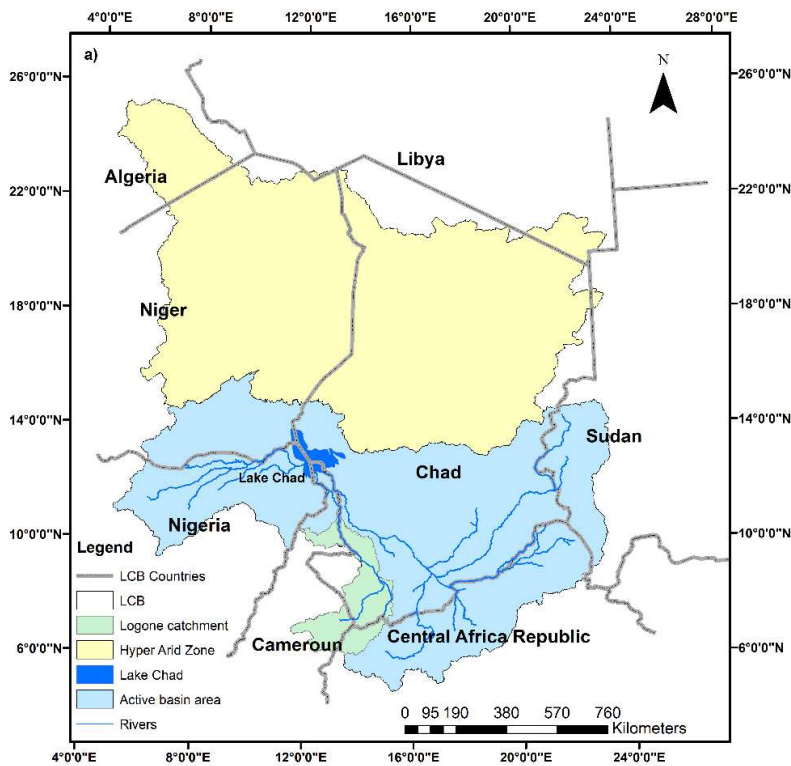 4°0'0"E 8°0'0"E 12°0'0"E 16°0'0"E 20°0'0"E 24°0'0"E 28°0'0"E
a)
N
26°0'0"N 26°0'0"N
Libya
Algeria
22°0'0"N 22°0'0"N
Niger
18°0'0"N 18°0'0"N
14°0'0"N 14°0'0"N
Sudan
Chad
Lake Chad
Nigeria
10°0'0"N 10°0'0"N
Legend
LCB Countries
LCB
Logone catchment
Hyper Arid Zone
Lake Chad
Active basin area
Rivers
Cameroun
Central Africa Republic
6°0'0"N 6°0'0"N
0 95 190 380 570 760
Kilometers
4°0'0"E 8°0'0"E 12°0'0"E 16°0'0"E 20°0'0"E 24°0'0"E